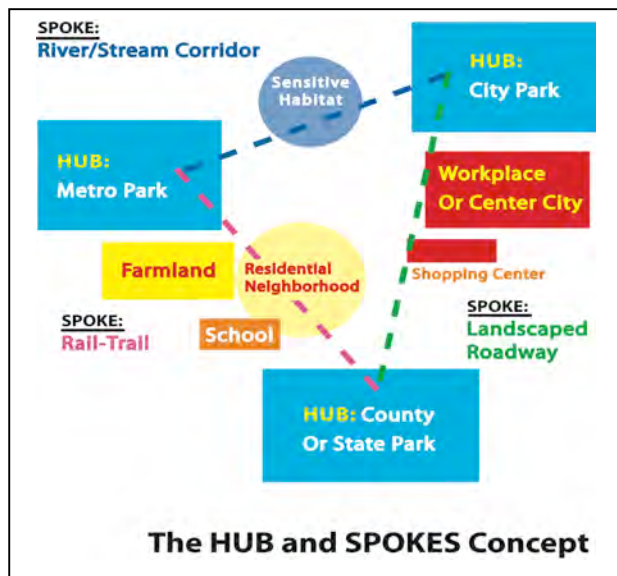 SPOKE:
River/Stream Corridor
Sensitive
Habitat
HUB:
City Park
HUB:
Metro Park
Workplace
Or Center City
Farmland
Residential
Neighborhood
Shopping Center
SPOKE:
Rail-Trail
School
SPOKE:
Landscaped
Roadway
HUB: County
Or State Park
The HUB and SPOKES Concept